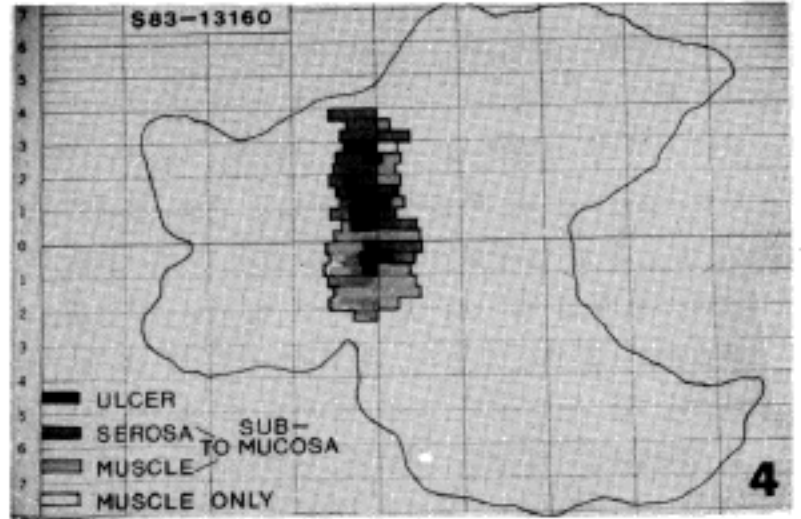 S83-13160
7
6
5
4
3
2
1
0
1
2
3
4
5
6
7
ULCER
SEROSA
MUSCLE
SUB-
TO MUCOSA
MUSCLE ONLY
4